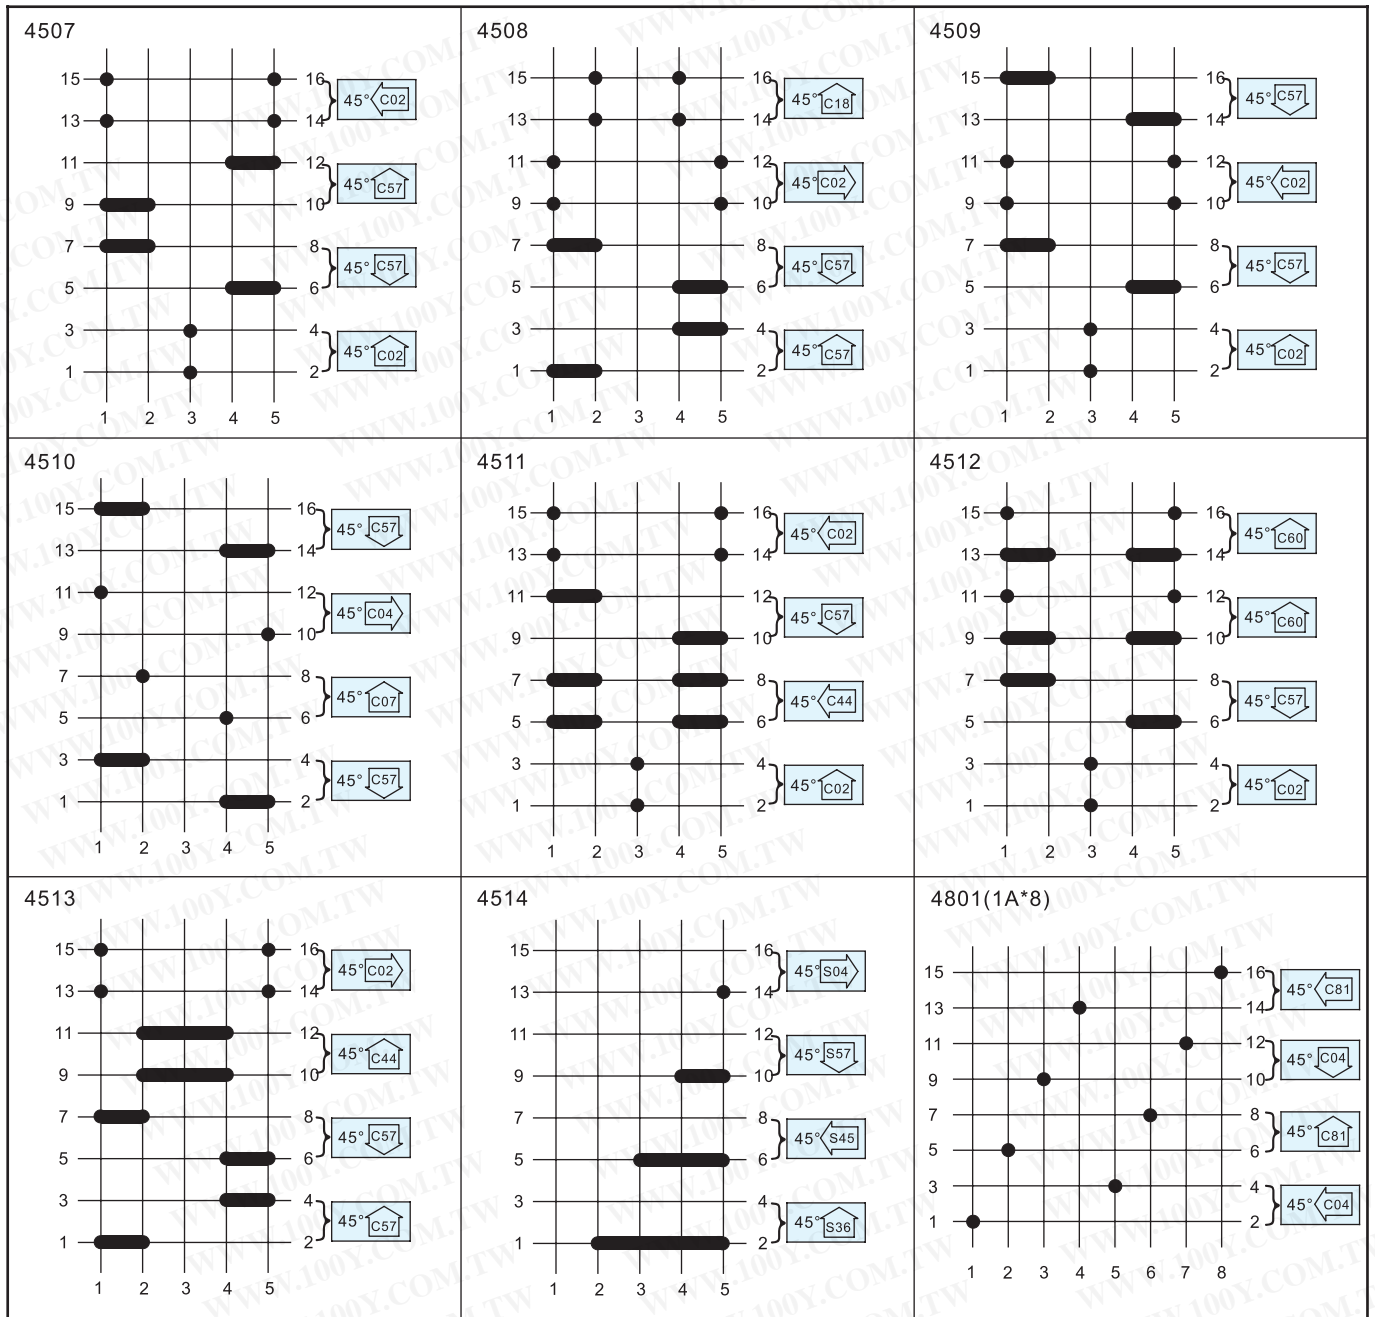 4507
15 16 45° C02
13 14
11 12 45° C57
9 10
7 8 45° C57
5 6
3 4 45° C02
1 2
1 2 3 4 5
4508
15 16 45° C18
13 14
11 12 45° C02
9 10
7 8 45° C57
5 6
3 4 45° C57
1 2
1 2 3 4 5
4509
15 16 45° C57
13 14
11 12 45° C02
9 10
7 8 45° C57
5 6
3 4 45° C02
1 2
1 2 3 4 5
4510
15 16 45° C57
13 14
11 12 45° C04
9 10
7 8 45° C07
5 6
3 4 45° C57
1 2
1 2 3 4 5
4511
15 16 45° C02
13 14
11 12 45° C57
9 10
7 8 45° C44
5 6
3 4 45° C02
1 2
1 2 3 4 5
4512
15 16 45° C60
13 14
11 12 45° C60
9 10
7 8 45° C57
5 6
3 4 45° C02
1 2
1 2 3 4 5
4513
15 16 45° C02
13 14
11 12 45° C44
9 10
7 8 45° C57
5 6
3 4 45° C57
1 2
1 2 3 4 5
4514
15 16 45° S04
13 14
11 12 45° S57
9 10
7 8 45° S45
5 6
3 4 45° S36
1 2
1 2 3 4 5
4801(1A*8)
15 16 45° C81
13 14
11 12 45° C04
9 10
7 8 45° C81
5 6
3 4 45° C04
1 2
1 2 3 4 5 6 7 8
WWW.100Y.COM.TW